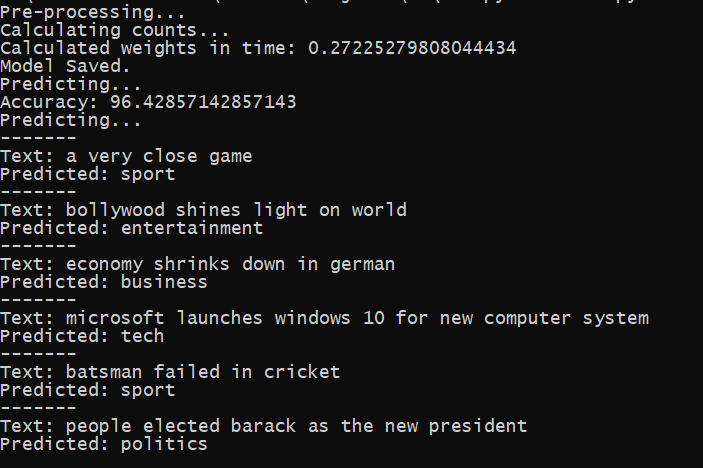 Pre-processing...
Calculating counts...
Calculated weights in time: 0.27225279808044434
Model Saved.
Predicting...
Accuracy: 96.42857142857143
Predicting...
-------
Text: a very close game
Predicted: sport
-------
Text: bollywood shines light on world
Predicted: entertainment
-------
Text: economy shrinks down in german
Predicted: business
-------
Text: microsoft launches windows 10 for new computer system
Predicted: tech
-------
Text: batsman failed in cricket
Predicted: sport
-------
Text: people elected barack as the new president
Predicted: politics